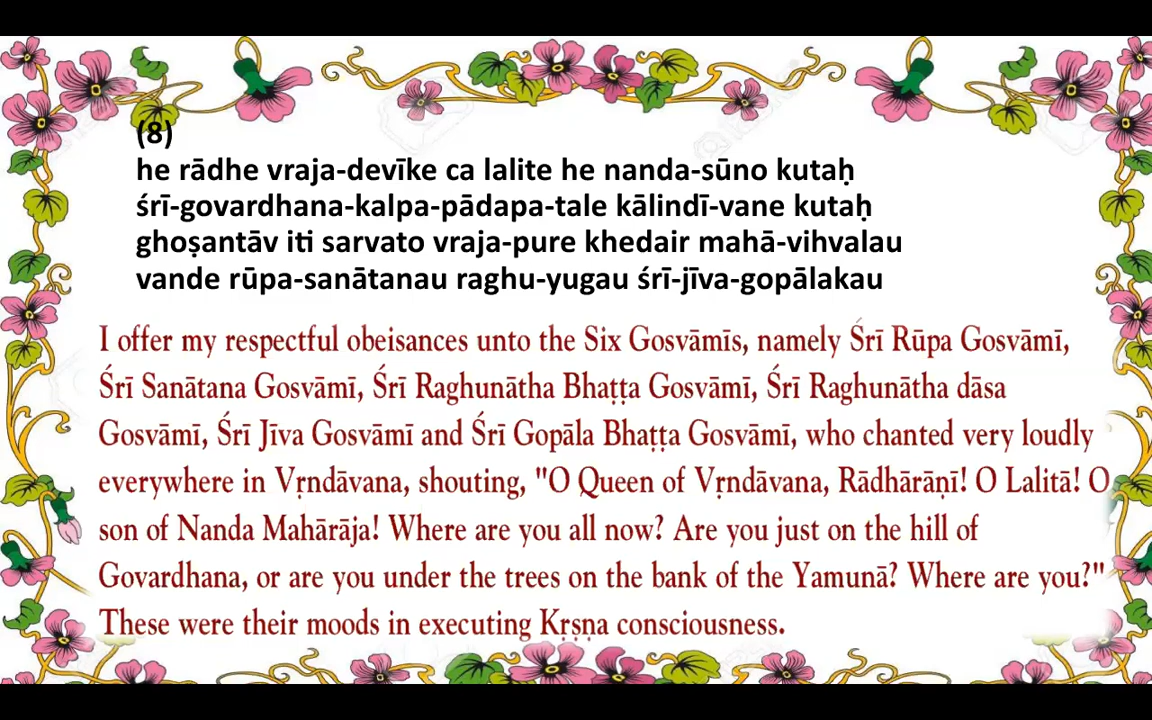 (8)
he rādhe vraja-devīke ca lalite he nanda-sūno kutaḥ
śrī-govardhana-kalpa-pādapa-tale kālindī-vane kutaḥ
ghoṣantāv iti sarvato vraja-pure khedair mahā-vihvalau
vande rūpa-sanātanau raghu-yugau śrī-jīva-gopālakau
I offer my respectful obeisances unto the Six Gosvāmīs, namely Śrī Rūpa Gosvāmī,
Śrī Sanātana Gosvāmī, Śrī Raghunātha Bhaṭṭa Gosvāmī, Śrī Raghunātha dāsa
Gosvāmī, Śrī Jīva Gosvāmī and Śrī Gopāla Bhaṭṭa Gosvāmī, who chanted very loudly
everywhere in Vṛndāvana, shouting, "O Queen of Vṛndāvana, Rādhārāṇī! O Lalitā! O
son of Nanda Mahārāja! Where are you all now? Are you just on the hill of
Govardhana, or are you under the trees on the bank of the Yamunā? Where are you?"
These were their moods in executing Kṛṣṇa consciousness.